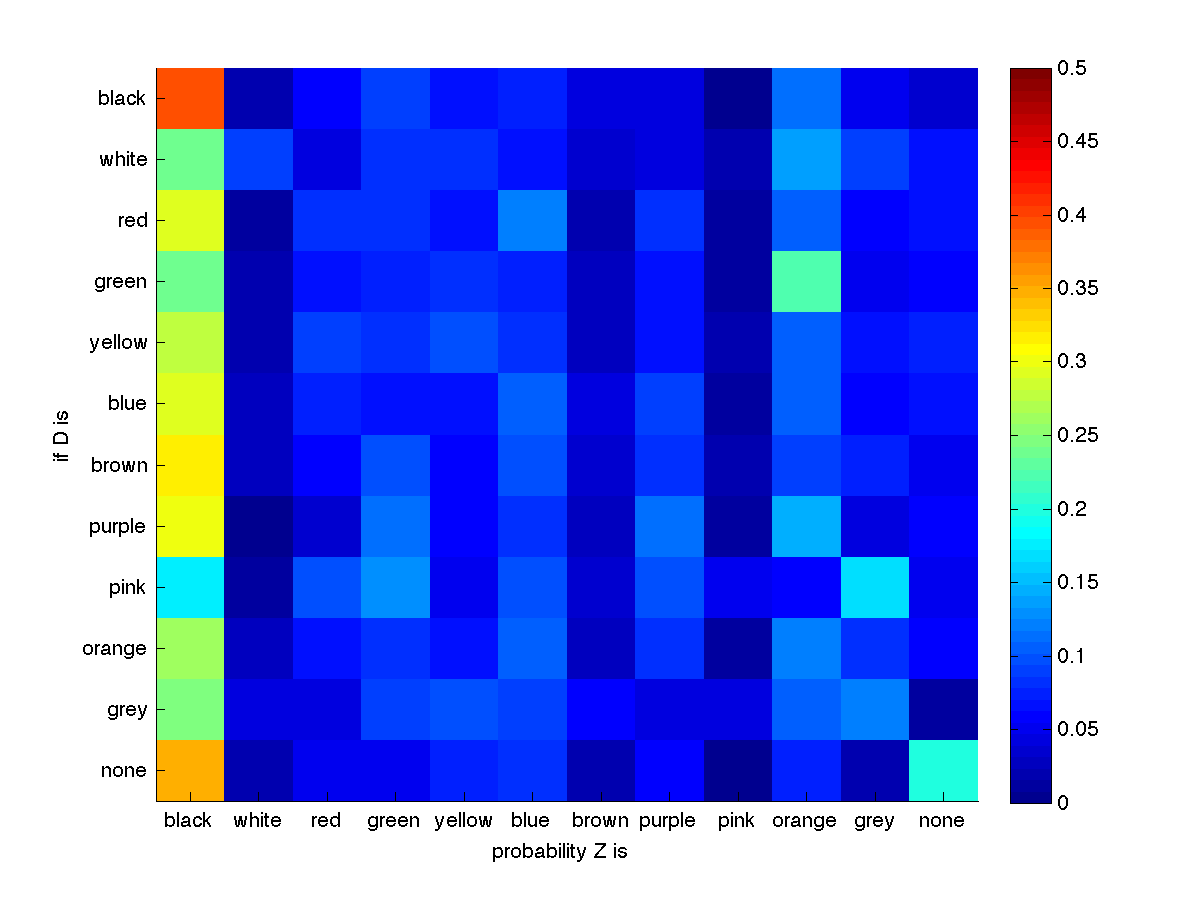 black
white
red
green
yellow
blue
brown
purple
pink
orange
grey
none
if D is
black white red green yellow blue brown purple pink orange grey none
probability Z is
0.5
0.45
0.4
0.35
0.3
0.25
0.2
0.15
0.1
0.05
0